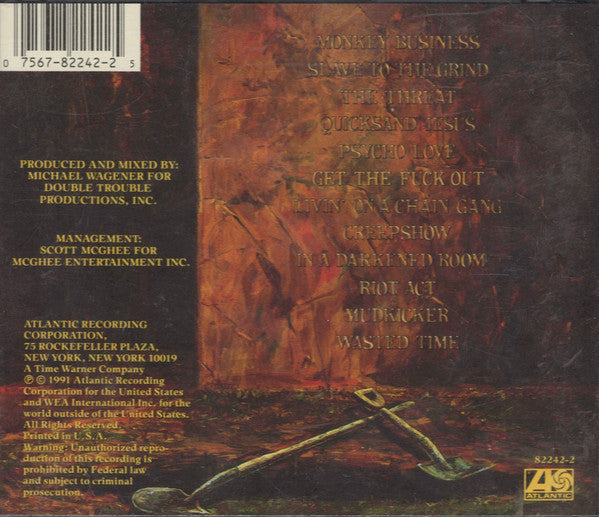 0 7567-82242-2 5
MONKEY BUSINESS
SLAVE TO THE GRIND
THE THREAT
QUICKSAND JESUS
PSYCHO LOVE
GET THE FUCK OUT
LIVIN' ON A CHAIN GANG
CREEPSHOW
IN A DARKENED ROOM
RIOT ACT
MUDKICKER
WASTED TIME
PRODUCED AND MIXED BY:
MICHAEL WAGENER FOR
DOUBLE TROUBLE
PRODUCTIONS, INC.
MANAGEMENT:
SCOTT MCGHEE FOR
MCGHEE ENTERTAINMENT INC.
ATLANTIC RECORDING
CORPORATION,
75 ROCKEFELLER PLAZA,
NEW YORK, NEW YORK 10019
A Time Warner Company
℗ © 1991 Atlantic Recording
Corporation for the United States
and WEA International Inc. for the
world outside of the United States.
All Rights Reserved.
Printed in U.S.A.
Warning: Unauthorized repro-
duction of this recording is
prohibited by Federal law
and subject to criminal
prosecution.
82242-2
ATLANTIC